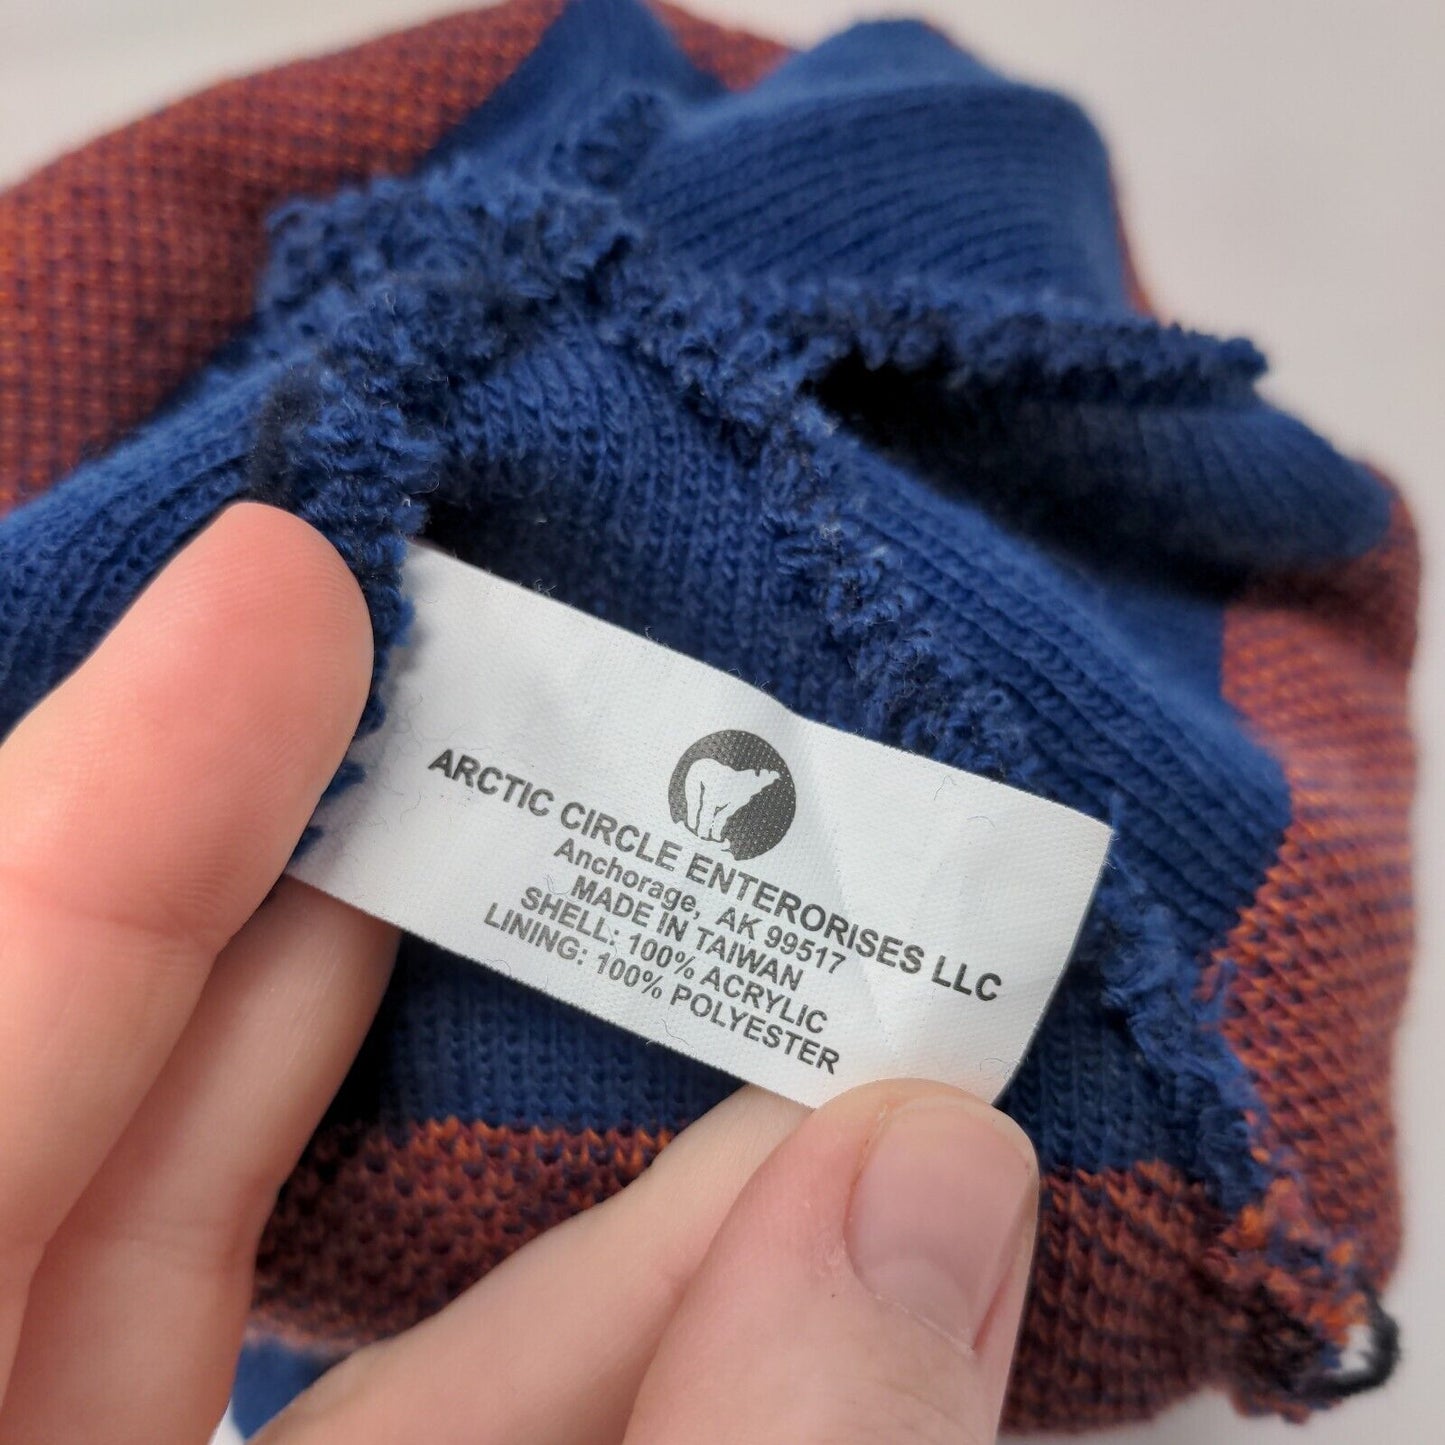 ARCTIC CIRCLE ENTERORISES LLC
Anchorage, AK 99517
MADE IN TAIWAN
SHELL: 100% ACRYLIC
LINING: 100% POLYESTER